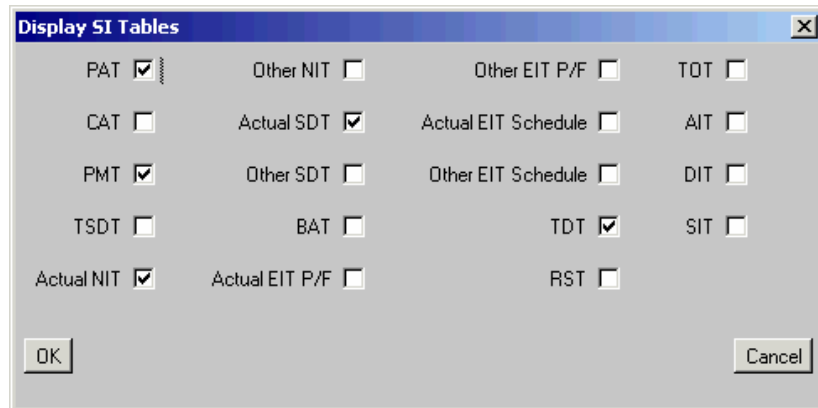 Display SI Tables
PAT Other NIT Other EIT P/F TOT
CAT Actual SDT Actual EIT Schedule AIT
PMT Other SDT Other EIT Schedule DIT
TSDT BAT TDT SIT
Actual NIT Actual EIT P/F RST
OK Cancel